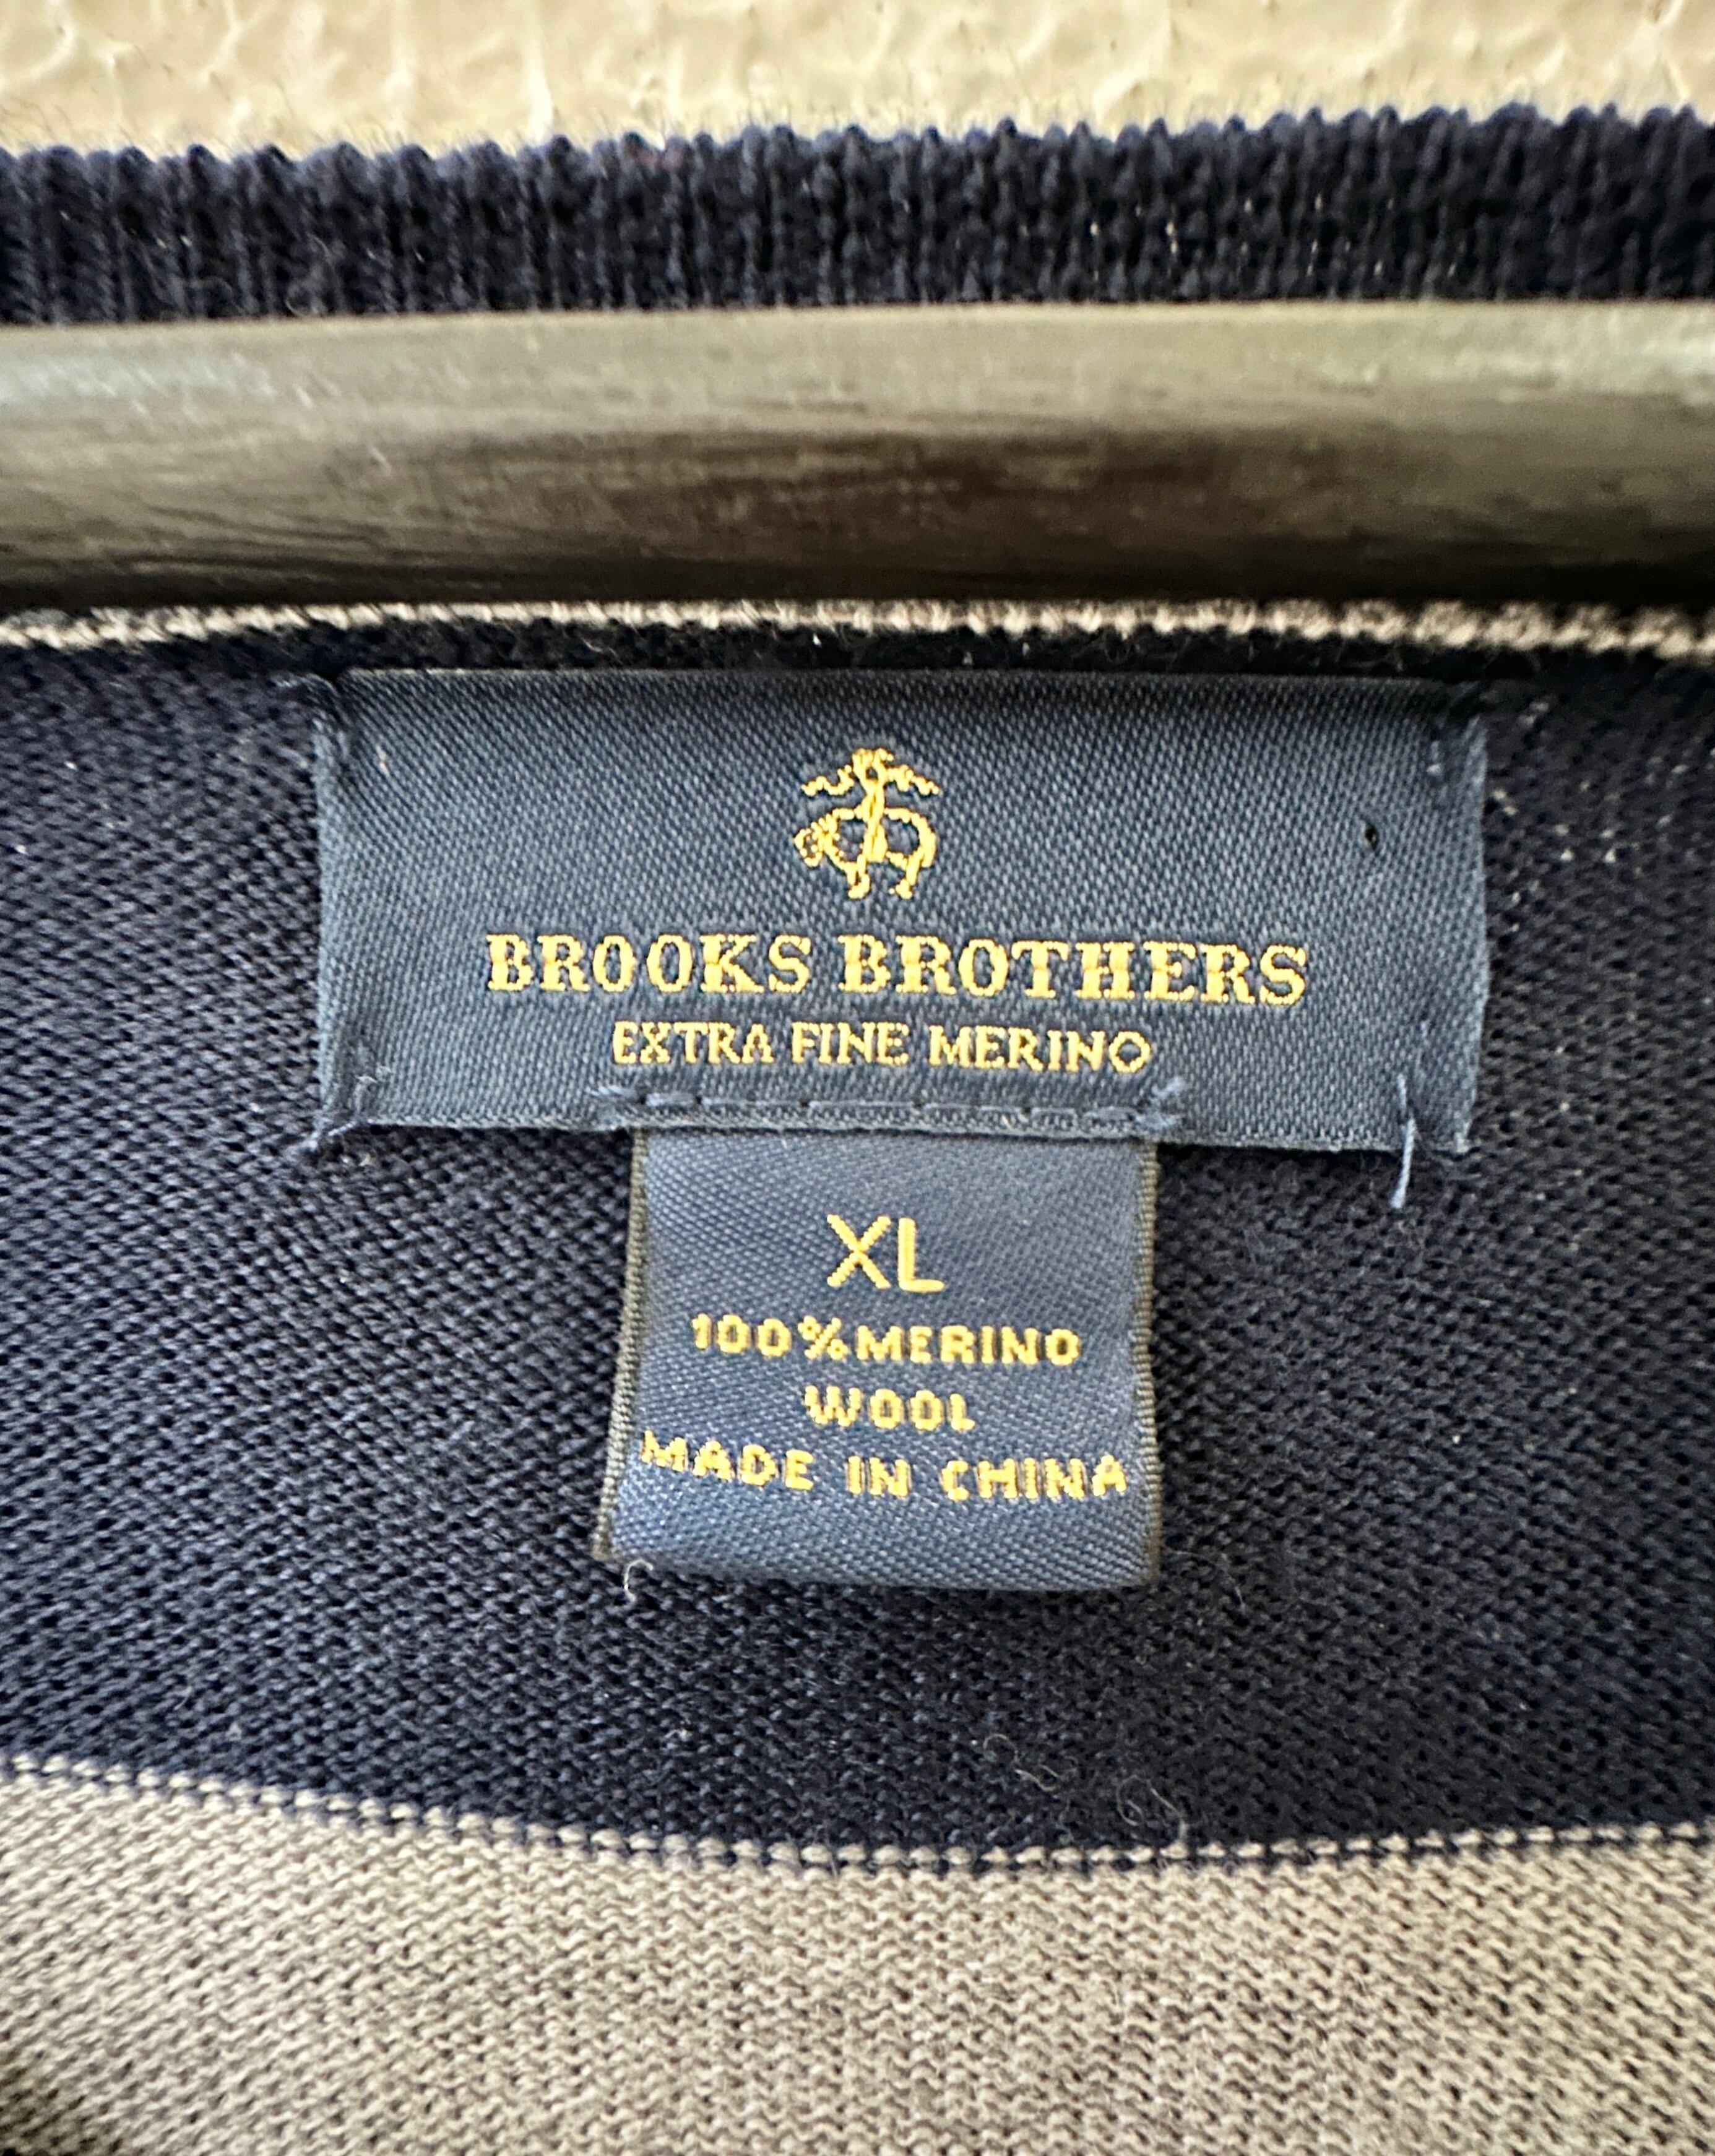 BROOKS BROTHERS
EXTRA FINE MERINO
XL
100%MERINO
WOOL
MADE IN CHINA